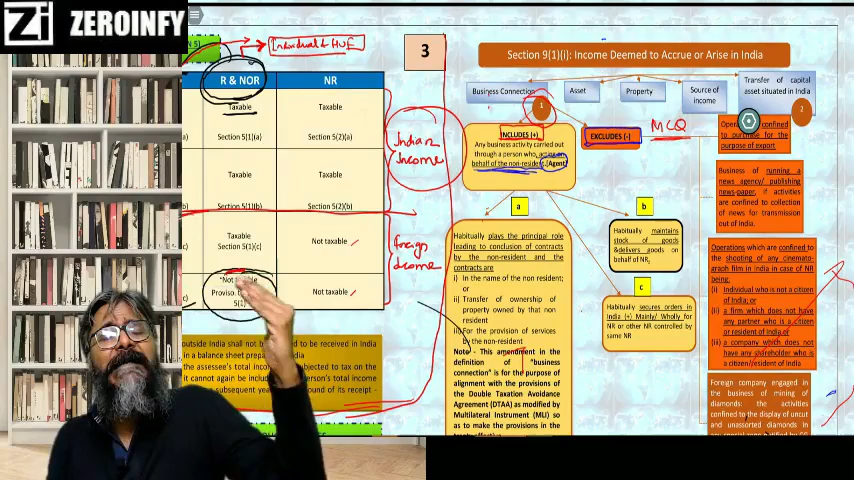 Zi ZEROINFY
Individual & HUF
N 5)
R & NOR
NR
Taxable
Taxable
Section 5(1)(a)
Section 5(2)(a)
Taxable
Taxable
Section 5(1)(b)
Section 5(2)(b)
Taxable
Section 5(1)(c)
Not taxable
Not taxable
5(1)
Indian
income
foreign
Income
outside India shall not be deemed to be received in India
in a balance sheet prepared
3
Section 9(1)(i): Income Deemed to Accrue or Arise in India
Business Connection
Asset
Property
Source of
income
Transfer of capital
asset situated in India
1
2
INCLUDES (+)
Any business activity carried out
through a person who, acting on
behalf of the non-resident, (Agent)
EXCLUDES (-)
MCQ
a
Habitually plays the principal role
leading to conclusion of contracts
by the non-resident and the
contracts are
i) In the name of the non resident;
or
ii) Transfer of ownership of
property owned by that non
resident
iii) For the provision of services
by the non-resident
Note - This amendment in the
definition of "business
connection" is for the purpose of
alignment with the provisions of
the Double Taxation Avoidance
Agreement (DTAA) as modified by
Multilateral Instrument (MLI) so
as to make the provisions in the
b
Habitually maintains
stock of goods
&delivers goods
on behalf of NR,
c
Habitually secures orders in
India (+) Mainly/ Wholly for
NR or other NR controlled by
same NR
confined
to purchase for the
purpose of export
Business of running a
news agency/ publishing
news-paper, if activities
are confined to collection
of news for transmission
out of India.
Operations which are confined to
the shooting of any cinemato-
graph film in India in case of NR
being:
(i) Individual who is not a citizen
of India; or
(ii) a firm which does not have
any partner who is a citizen
or resident of India or
(iii) a company which does not
have any shareholder who is
a citizen//resident of India
Foreign company engaged
in the business of mining of
diamonds: the activities
confined to the display of uncut
and unassorted diamonds in